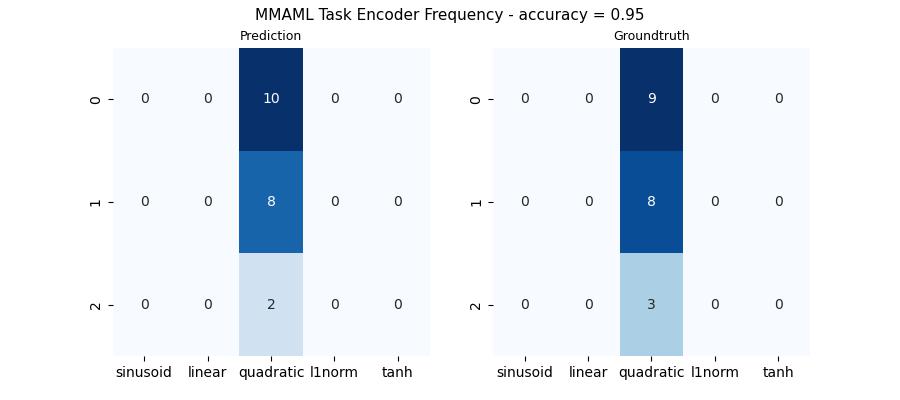 MMAML Task Encoder Frequency - accuracy = 0.95
Prediction Groundtruth
0 0 0 10 0 0 0 0 0 9 0 0
1 0 0 8 0 0 1 0 0 8 0 0
2 0 0 2 0 0 2 0 0 3 0 0
sinusoid linear quadratic l1norm tanh sinusoid linear quadratic l1norm tanh